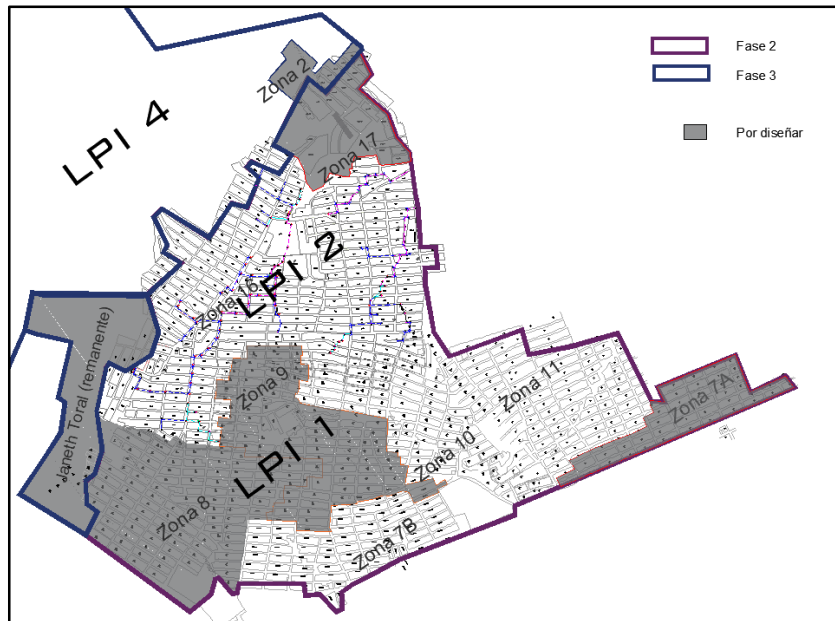 Fase 2
Fase 3
Por diseñar
Zona 2
LPI 4
Zona 17
LPI 2
Zona 16
Janeth Toral (remanente)
Zona 9
Zona 11
Zona 7A
LPI 1
Zona 10
Zona 8
Zona 7B